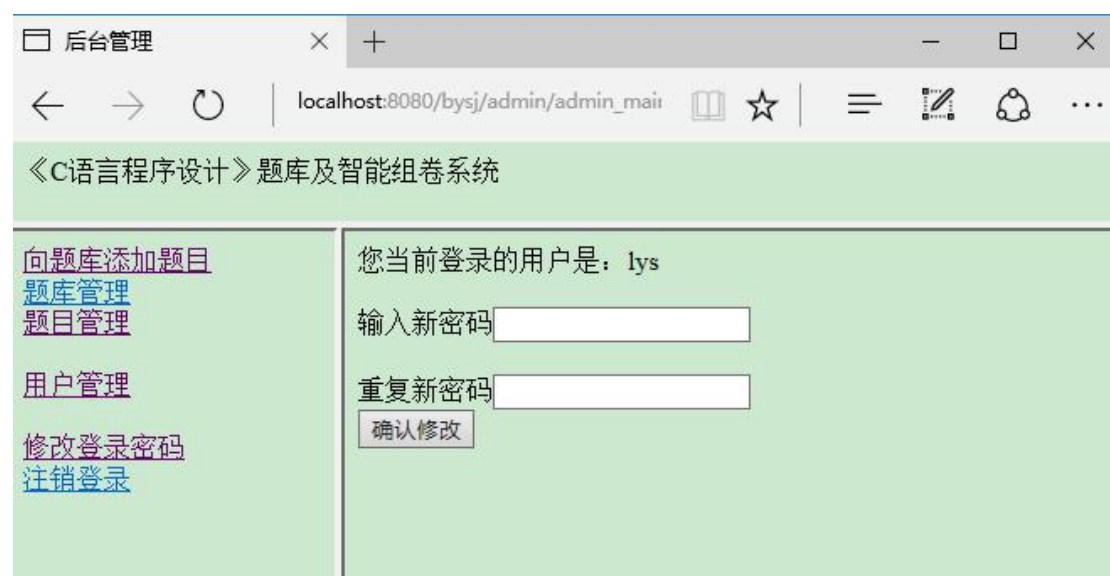 后台管理
localhost:8080/bysj/admin/admin_mai
《C语言程序设计》题库及智能组卷系统
向题库添加题目
题库管理
题目管理
用户管理
修改登录密码
注销登录
您当前登录的用户是：lys
输入新密码
重复新密码
确认修改